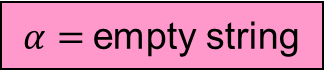 α = empty string